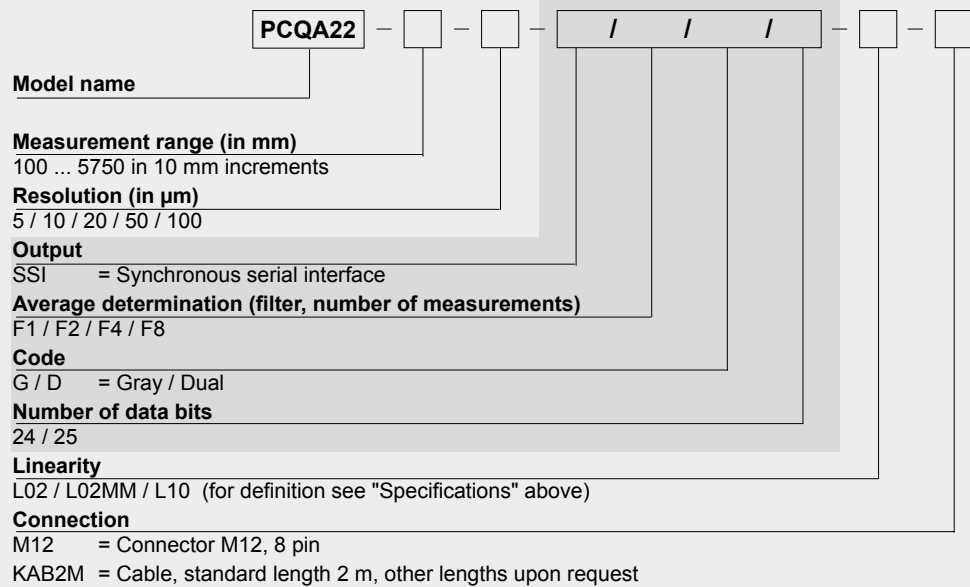 PCQA22 – – – / / / – –
Model name
Measurement range (in mm)
100 ... 5750 in 10 mm increments
Resolution (in µm)
5 / 10 / 20 / 50 / 100
Output
SSI = Synchronous serial interface
Average determination (filter, number of measurements)
F1 / F2 / F4 / F8
Code
G / D = Gray / Dual
Number of data bits
24 / 25
Linearity
L02 / L02MM / L10 (for definition see "Specifications" above)
Connection
M12 = Connector M12, 8 pin
KAB2M = Cable, standard length 2 m, other lengths upon request